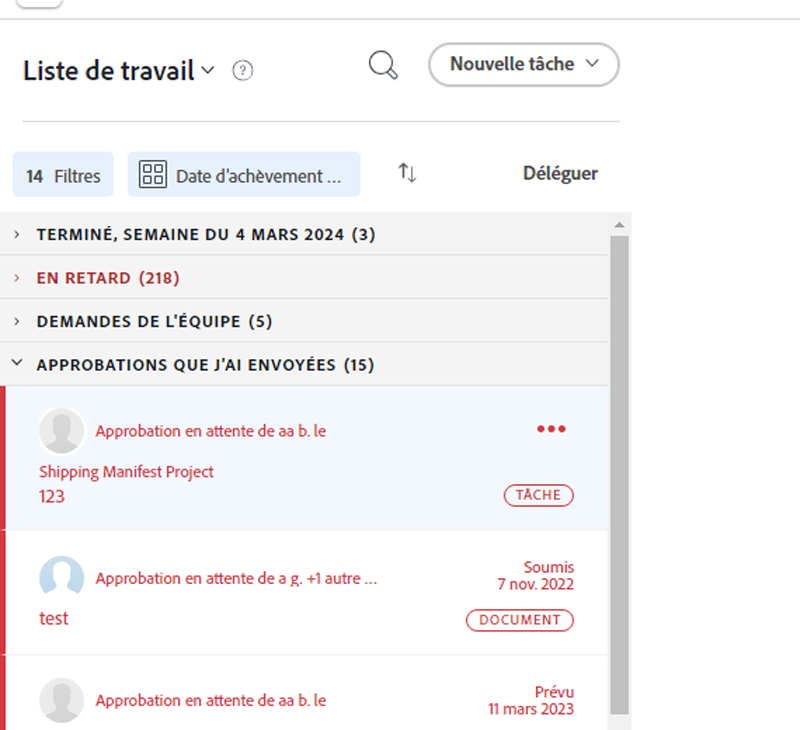 Liste de travail ?
Nouvelle tâche
14 Filtres
Date d'achèvement ...
Déléguer
TERMINÉ, SEMAINE DU 4 MARS 2024 (3)
EN RETARD (218)
DEMANDES DE L'ÉQUIPE (5)
APPROBATIONS QUE J'AI ENVOYÉES (15)
Approbation en attente de aa b. le
Shipping Manifest Project
123
TÂCHE
Approbation en attente de a g. +1 autre ...
Soumis
7 nov. 2022
test
DOCUMENT
Approbation en attente de aa b. le
Prévu
11 mars 2023